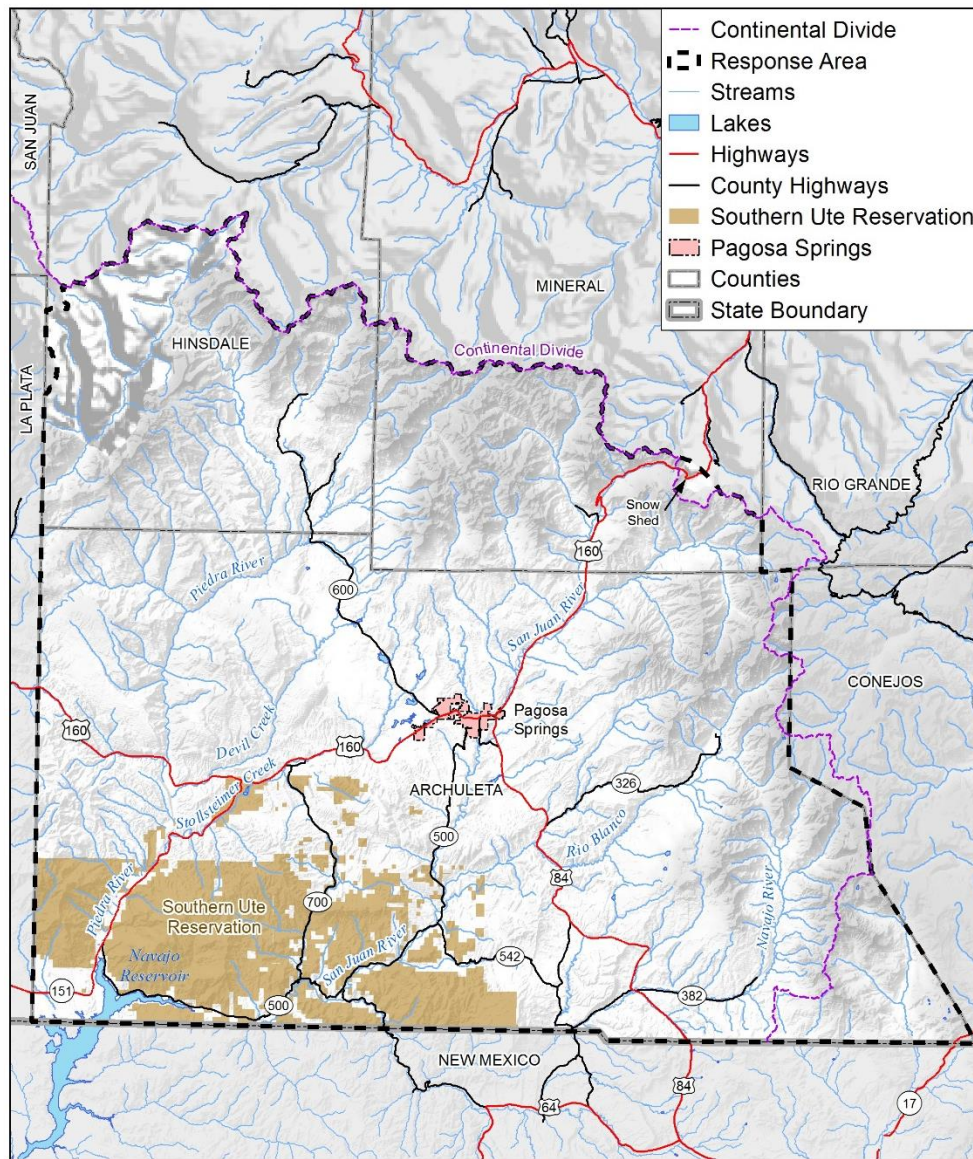 Continental Divide
Response Area
Streams
Lakes
Highways
County Highways
Southern Ute Reservation
Pagosa Springs
Counties
State Boundary
SAN JUAN
MINERAL
HINSDALE
Continental Divide
LA PLATA
RIO GRANDE
Snow
Shed
160
Piedra River
600
San Juan River
CONEJOS
Pagosa
Springs
160
Devil Creek
160
326
ARCHULETA
Stollsteimer Creek
500
Rio Blanco
84
Piedra River
Southern Ute
Reservation
700
Navajo River
San Juan River
542
Navajo
Reservoir
151
382
500
NEW MEXICO
84
64
17